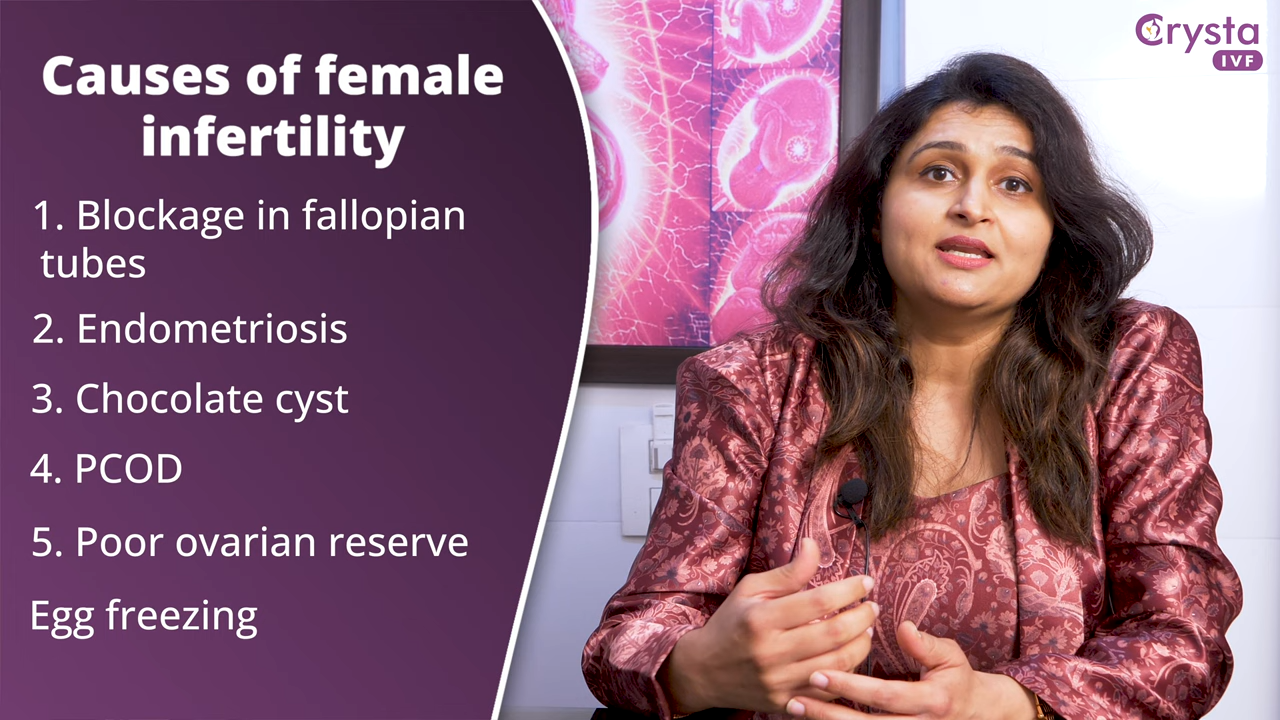 Causes of female
infertility
1. Blockage in fallopian
tubes
2. Endometriosis
3. Chocolate cyst
4. PCOD
5. Poor ovarian reserve
Egg freezing
Crysta
IVF